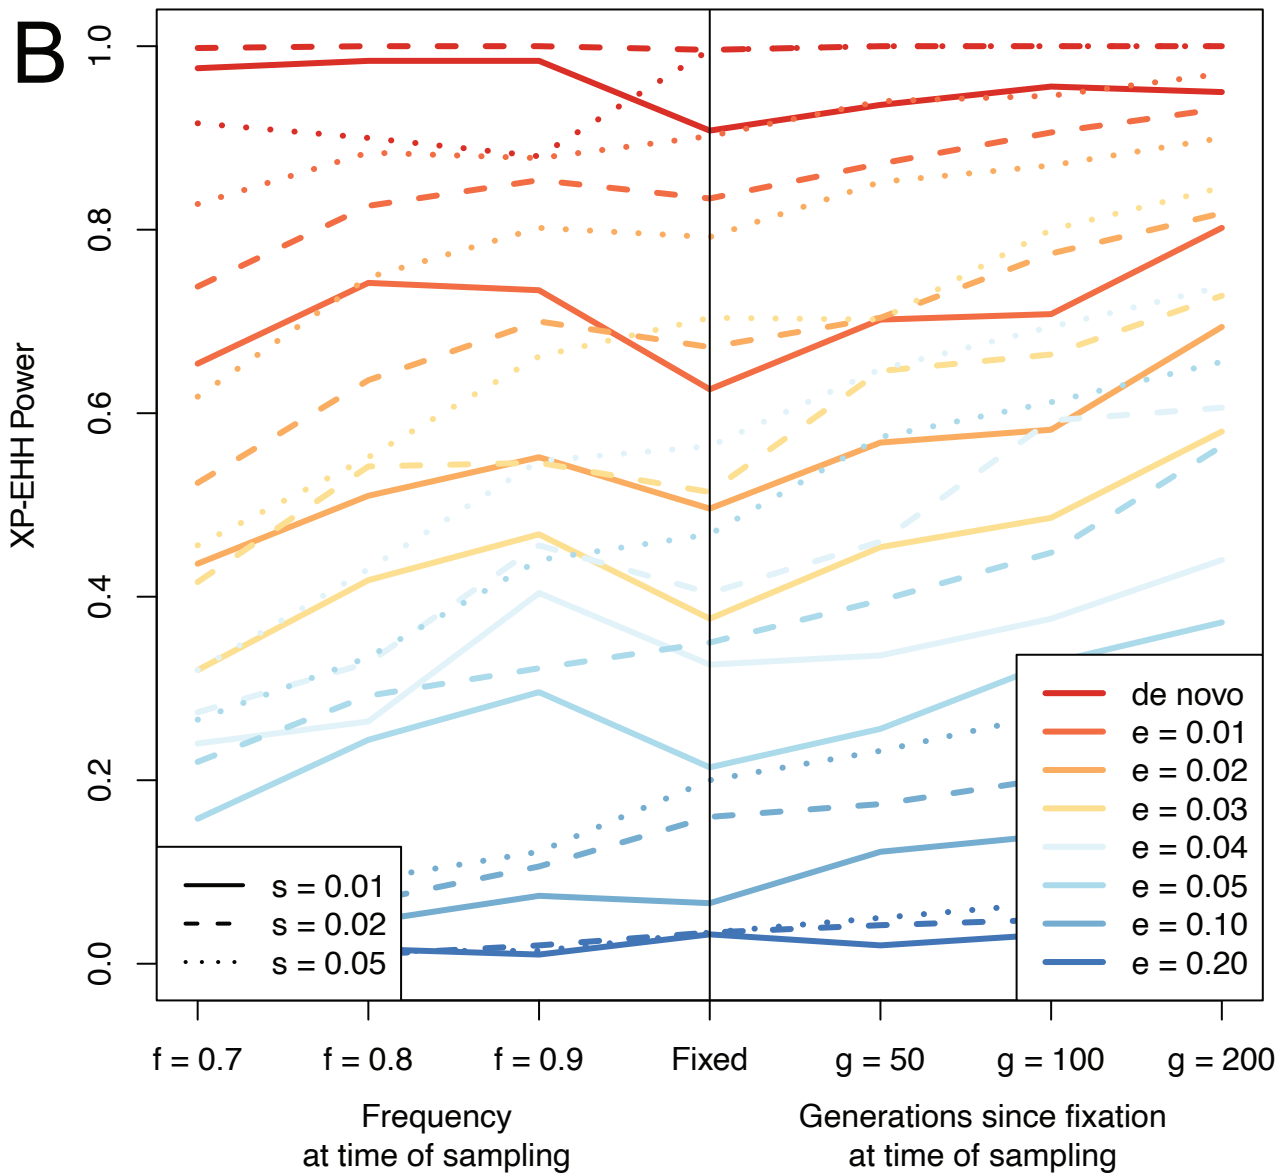 B
XP-EHH Power
1.0
0.8
0.6
0.4
0.2
0.0
s = 0.01
s = 0.02
s = 0.05
de novo
e = 0.01
e = 0.02
e = 0.03
e = 0.04
e = 0.05
e = 0.10
e = 0.20
f = 0.7 f = 0.8 f = 0.9 Fixed g = 50 g = 100 g = 200
Frequency
at time of sampling
Generations since fixation
at time of sampling